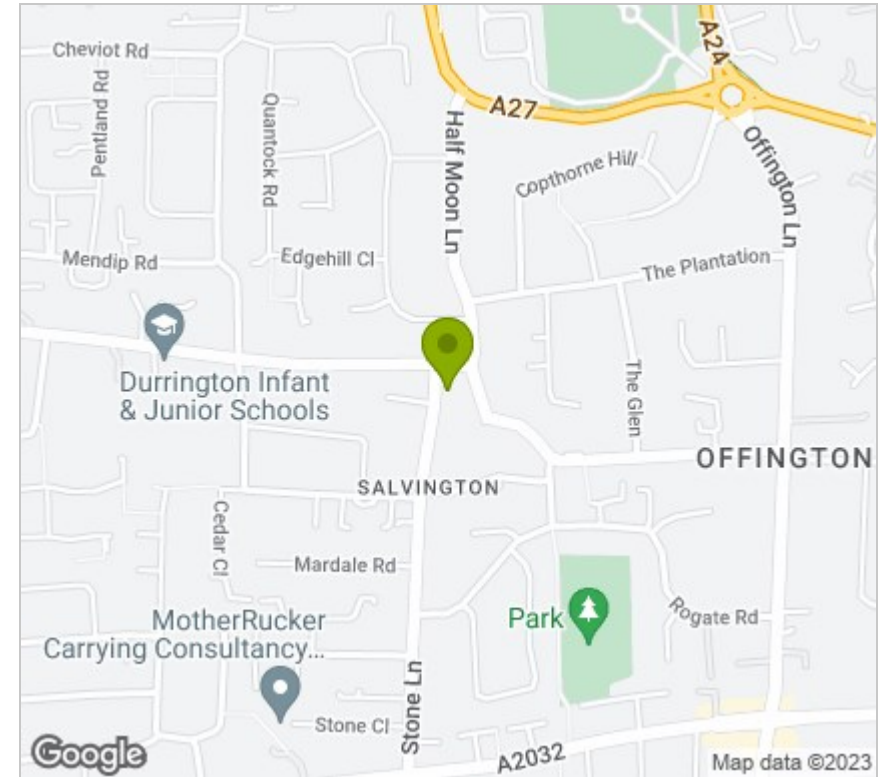 Cheviot Rd
Pentland Rd
Quantock Rd
A27
A24
Half Moon Ln
Copthorne Hill
Offington Ln
Mendip Rd
Edgehill Cl
The Plantation
Durrington Infant
& Junior Schools
The Glen
OFFINGTON
SALVINGTON
Cedar Cl
Mardale Rd
MotherRucker
Carrying Consultancy...
Park
Rogate Rd
Stone Ln
Stone Cl
A2032
Google
Map data ©2023